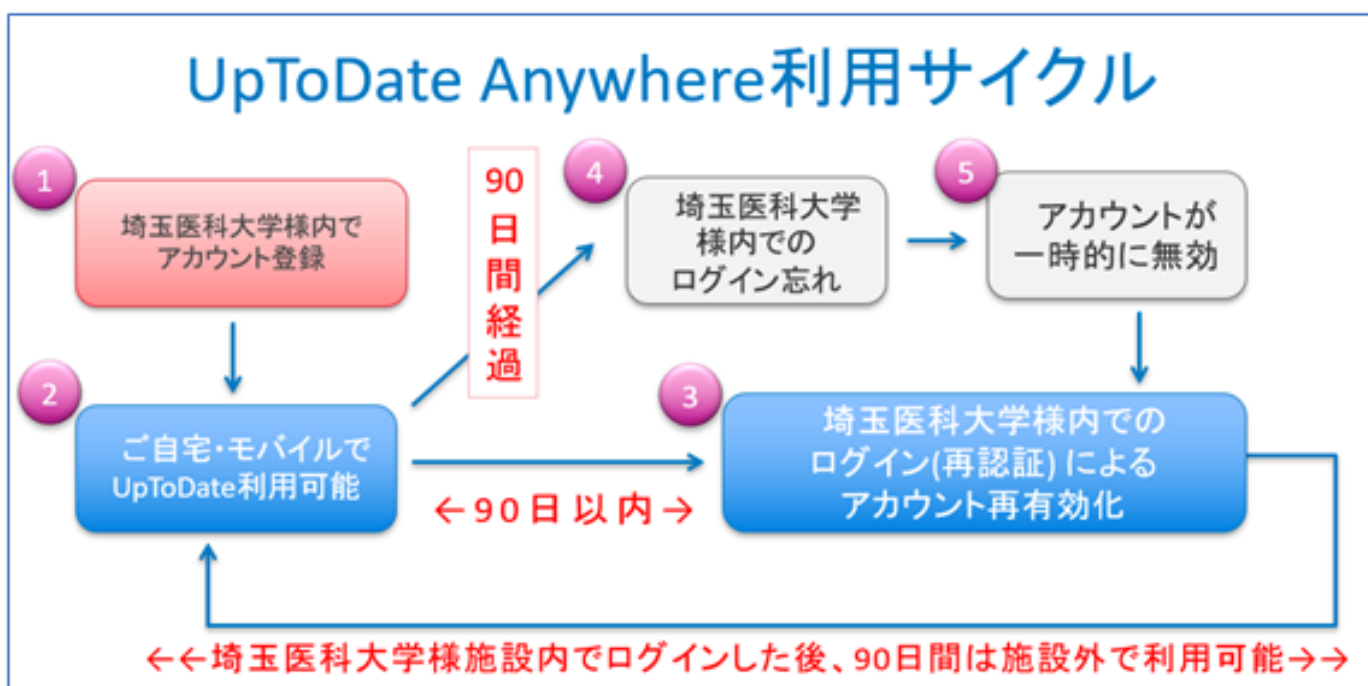 UpToDate Anywhere利用サイクル
1
埼玉医科大学様内で
アカウント登録
2
ご自宅・モバイルで
UpToDate利用可能
90日間経過
4
埼玉医科大学
様内での
ログイン忘れ
5
アカウントが
一時的に無効
←90日以内→
3
埼玉医科大学様内での
ログイン(再認証) による
アカウント再有効化
←←埼玉医科大学様施設内でログインした後、90日間は施設外で利用可能→→